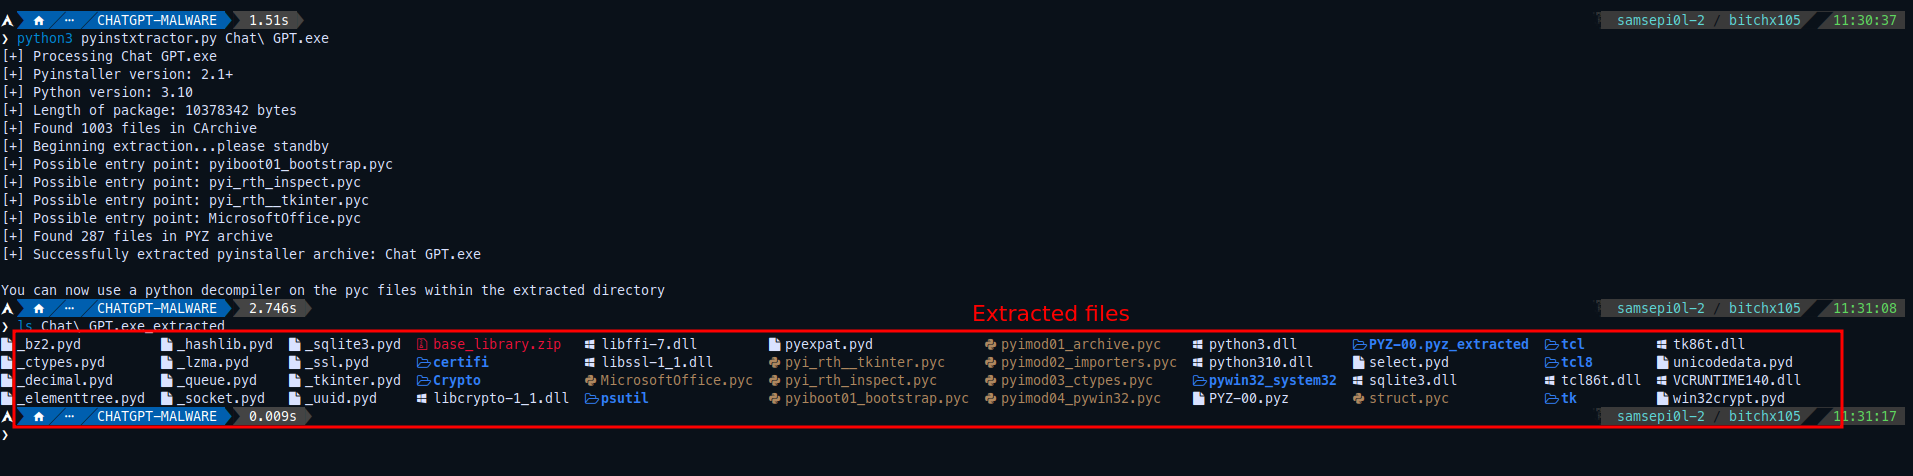 CHATGPT-MALWARE 1.51s samsepi0l-2 / bitchx105 11:30:37
❯ python3 pyinstxtractor.py Chat\ GPT.exe
[+] Processing Chat GPT.exe
[+] Pyinstaller version: 2.1+
[+] Python version: 3.10
[+] Length of package: 10378342 bytes
[+] Found 1003 files in CArchive
[+] Beginning extraction...please standby
[+] Possible entry point: pyiboot01_bootstrap.pyc
[+] Possible entry point: pyi_rth_inspect.pyc
[+] Possible entry point: pyi_rth__tkinter.pyc
[+] Possible entry point: MicrosoftOffice.pyc
[+] Found 287 files in PYZ archive
[+] Successfully extracted pyinstaller archive: Chat GPT.exe
You can now use a python decompiler on the pyc files within the extracted directory
CHATGPT-MALWARE 2.746s samsepi0l-2 / bitchx105 11:31:08
Extracted files
❯ ls Chat\ GPT.exe_extracted
_bz2.pyd _hashlib.pyd _sqlite3.pyd base_library.zip libffi-7.dll pyexpat.pyd pyimod01_archive.pyc python3.dll PYZ-00.pyz_extracted tcl tk86t.dll
_ctypes.pyd _lzma.pyd _ssl.pyd certifi libssl-1_1.dll pyi_rth__tkinter.pyc pyimod02_importers.pyc python310.dll select.pyd tcl8 unicodedata.pyd
_decimal.pyd _queue.pyd _tkinter.pyd Crypto MicrosoftOffice.pyc pyi_rth_inspect.pyc pyimod03_ctypes.pyc pywin32_system32 sqlite3.dll tcl86t.dll VCRUNTIME140.dll
_elementtree.pyd _socket.pyd _uuid.pyd libcrypto-1_1.dll psutil pyiboot01_bootstrap.pyc pyimod04_pywin32.pyc PYZ-00.pyz struct.pyc tk win32crypt.pyd
CHATGPT-MALWARE 0.009s samsepi0l-2 / bitchx105 11:31:17
❯